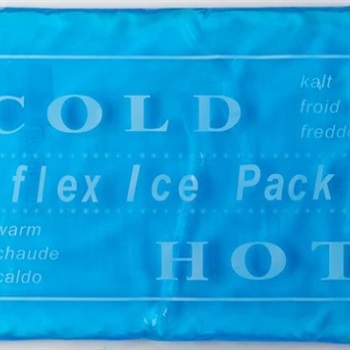 COLD
kalt
froid
freddo
flex Ice Pack
warm
chaude
caldo
HOT